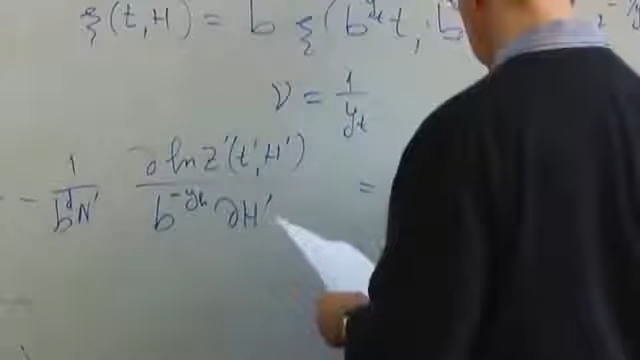 ξ(t,H) = b ξ(b^{y_t} t, b
ν = 1/y_t
- 1/(b^d N') ∂ln Z'(t',H')/(b^{-y_h} ∂H') =